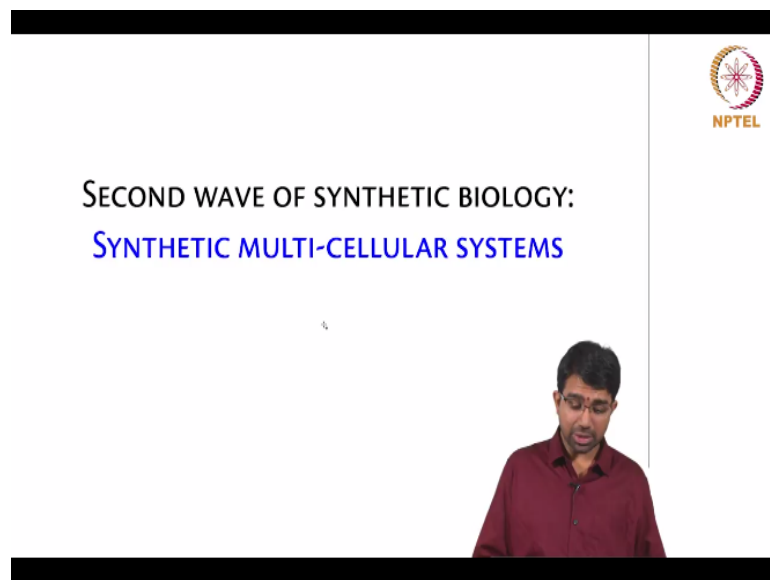 SECOND WAVE OF SYNTHETIC BIOLOGY:
SYNTHETIC MULTI-CELLULAR SYSTEMS
NPTEL